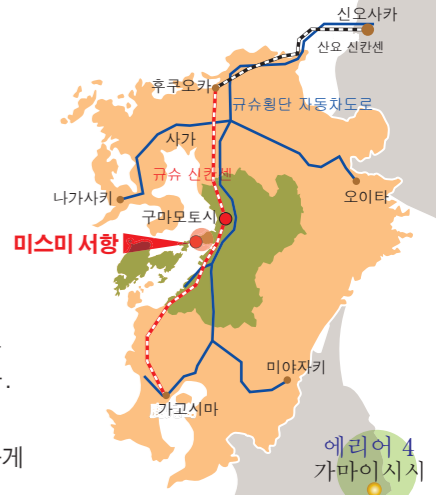 신오사카
산요 신칸센
후쿠오카
규슈횡단 자동차도로
사가
규슈 신칸센
나가사키
오이타
구마모토시
미스미 서항
미야자키
가고시마
에리어 4
가마이시시
게